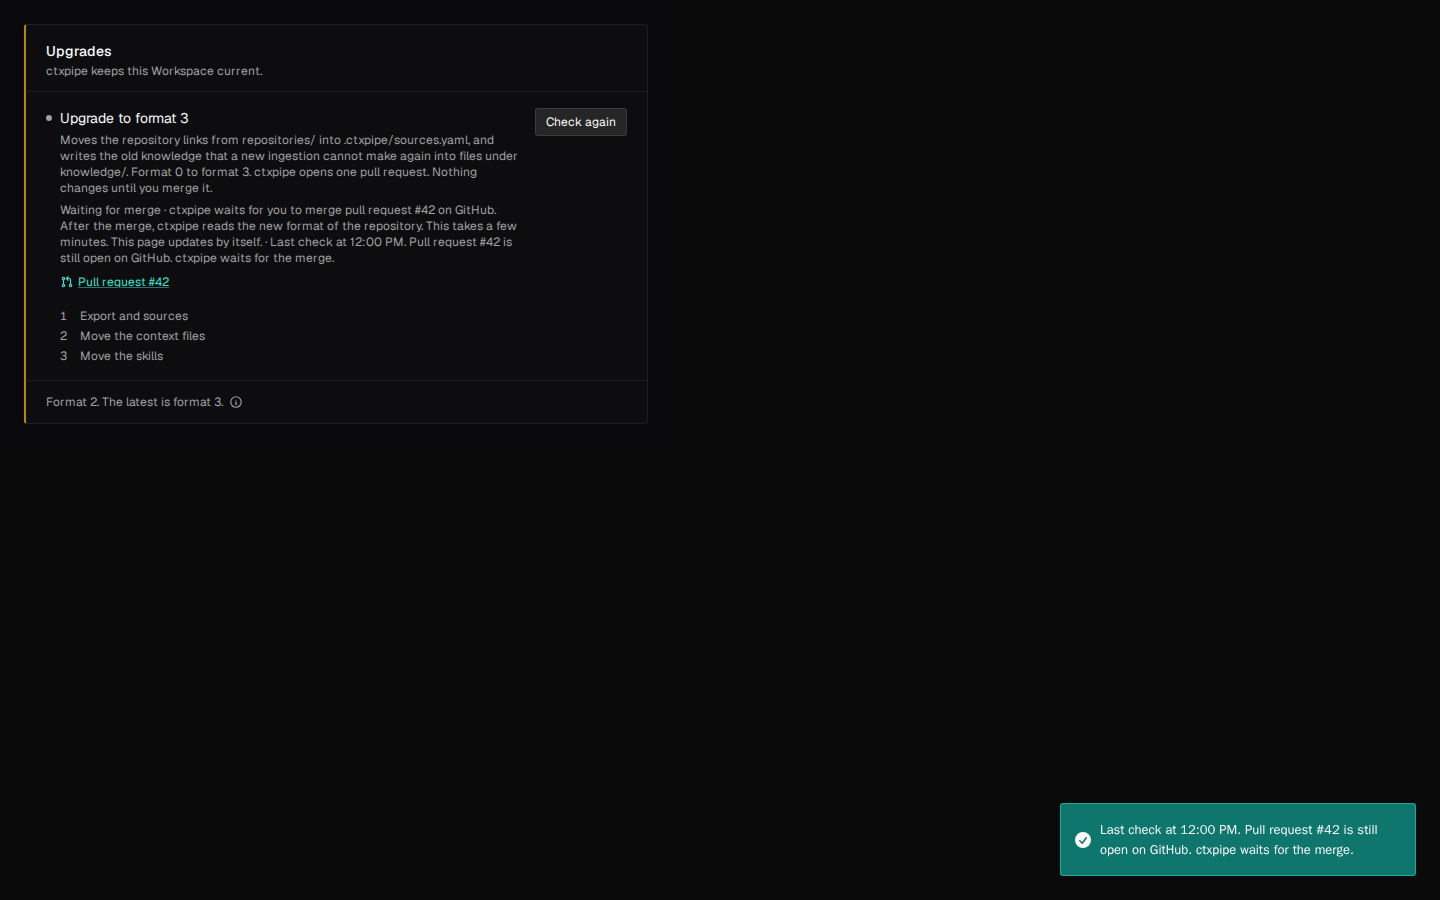 Upgrades
ctxpipe keeps this Workspace current.
Upgrade to format 3
Check again
Moves the repository links from repositories/ into .ctxpipe/sources.yaml, and
writes the old knowledge that a new ingestion cannot make again into files under
knowledge/. Format 0 to format 3. ctxpipe opens one pull request. Nothing
changes until you merge it.
Waiting for merge · ctxpipe waits for you to merge pull request #42 on GitHub.
After the merge, ctxpipe reads the new format of the repository. This takes a few
minutes. This page updates by itself. · Last check at 12:00 PM. Pull request #42 is
still open on GitHub. ctxpipe waits for the merge.
Pull request #42
1 Export and sources
2 Move the context files
3 Move the skills
Format 2. The latest is format 3.
Last check at 12:00 PM. Pull request #42 is still
open on GitHub. ctxpipe waits for the merge.